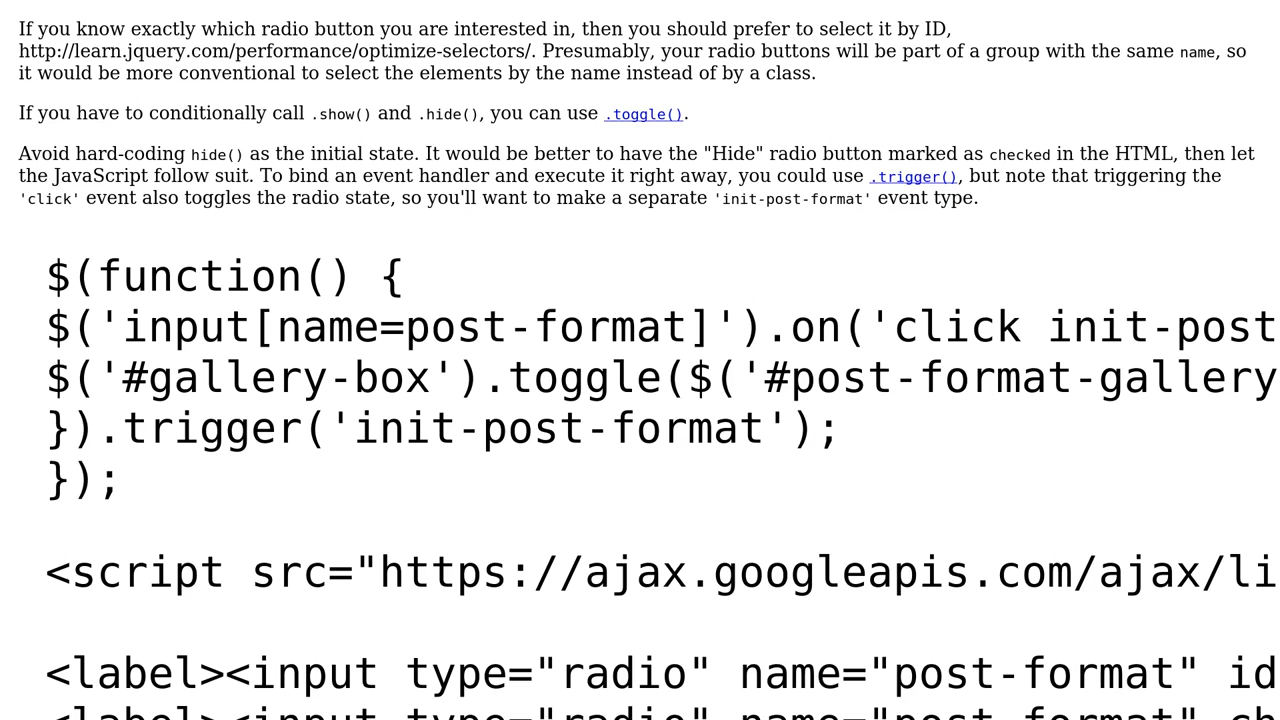 If you know exactly which radio button you are interested in, then you should prefer to select it by ID,
http://learn.jquery.com/performance/optimize-selectors/. Presumably, your radio buttons will be part of a group with the same name, so
it would be more conventional to select the elements by the name instead of by a class.
If you have to conditionally call .show() and .hide(), you can use .toggle().
Avoid hard-coding hide() as the initial state. It would be better to have the "Hide" radio button marked as checked in the HTML, then let
the JavaScript follow suit. To bind an event handler and execute it right away, you could use .trigger(), but note that triggering the
'click' event also toggles the radio state, so you'll want to make a separate 'init-post-format' event type.
$(function() {
$('input[name=post-format]').on('click init-post
$('#gallery-box').toggle($('#post-format-gallery
}).trigger('init-post-format');
});
<script src="https://ajax.googleapis.com/ajax/li
<label><input type="radio" name="post-format" id
<label><input type="radio" name="post-format" ch